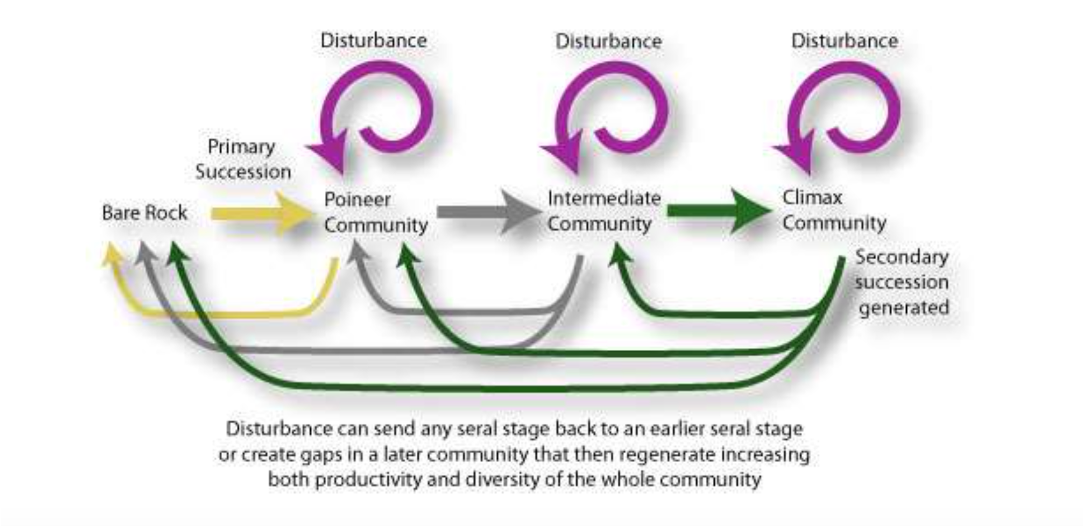 Disturbance
Disturbance
Disturbance
Primary
Succession
Bare Rock
Poineer
Community
Intermediate
Community
Climax
Community
Secondary
succession
generated
Disturbance can send any seral stage back to an earlier seral stage
or create gaps in a later community that then regenerate increasing
both productivity and diversity of the whole community